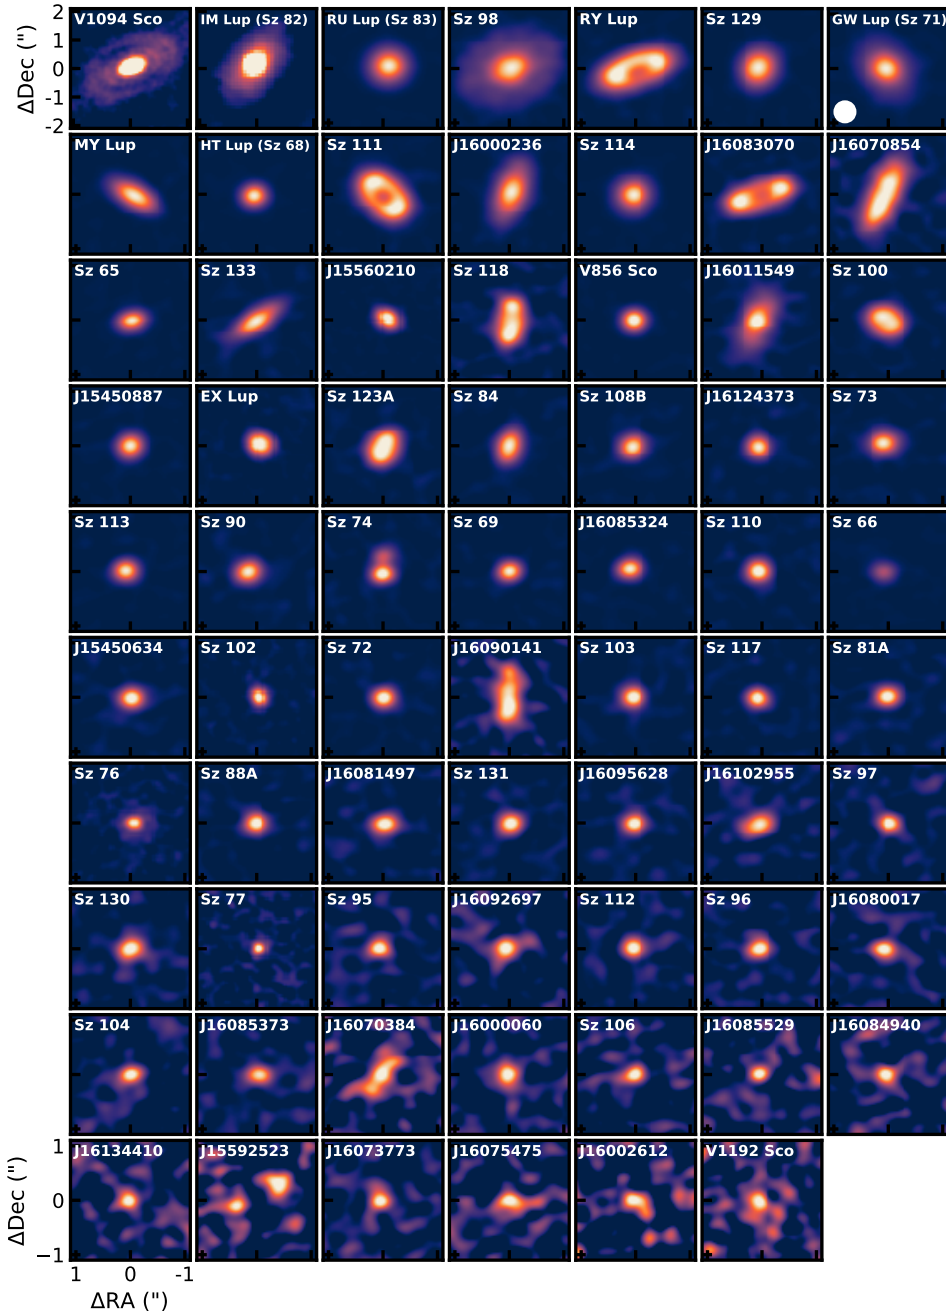 2
1
0
-1
-2
ΔDec (")
V1094 Sco
IM Lup (Sz 82)
RU Lup (Sz 83)
Sz 98
RY Lup
Sz 129
GW Lup (Sz 71)
MY Lup
HT Lup (Sz 68)
Sz 111
J16000236
Sz 114
J16083070
J16070854
Sz 65
Sz 133
J15560210
Sz 118
V856 Sco
J16011549
Sz 100
J15450887
EX Lup
Sz 123A
Sz 84
Sz 108B
J16124373
Sz 73
Sz 113
Sz 90
Sz 74
Sz 69
J16085324
Sz 110
Sz 66
J15450634
Sz 102
Sz 72
J16090141
Sz 103
Sz 117
Sz 81A
Sz 76
Sz 88A
J16081497
Sz 131
J16095628
J16102955
Sz 97
Sz 130
Sz 77
Sz 95
J16092697
Sz 112
Sz 96
J16080017
Sz 104
J16085373
J16070384
J16000060
Sz 106
J16085529
J16084940
J16134410
J15592523
J16073773
J16075475
J16002612
V1192 Sco
1
0
−1
ΔDec (")
1
0
-1
ΔRA (")